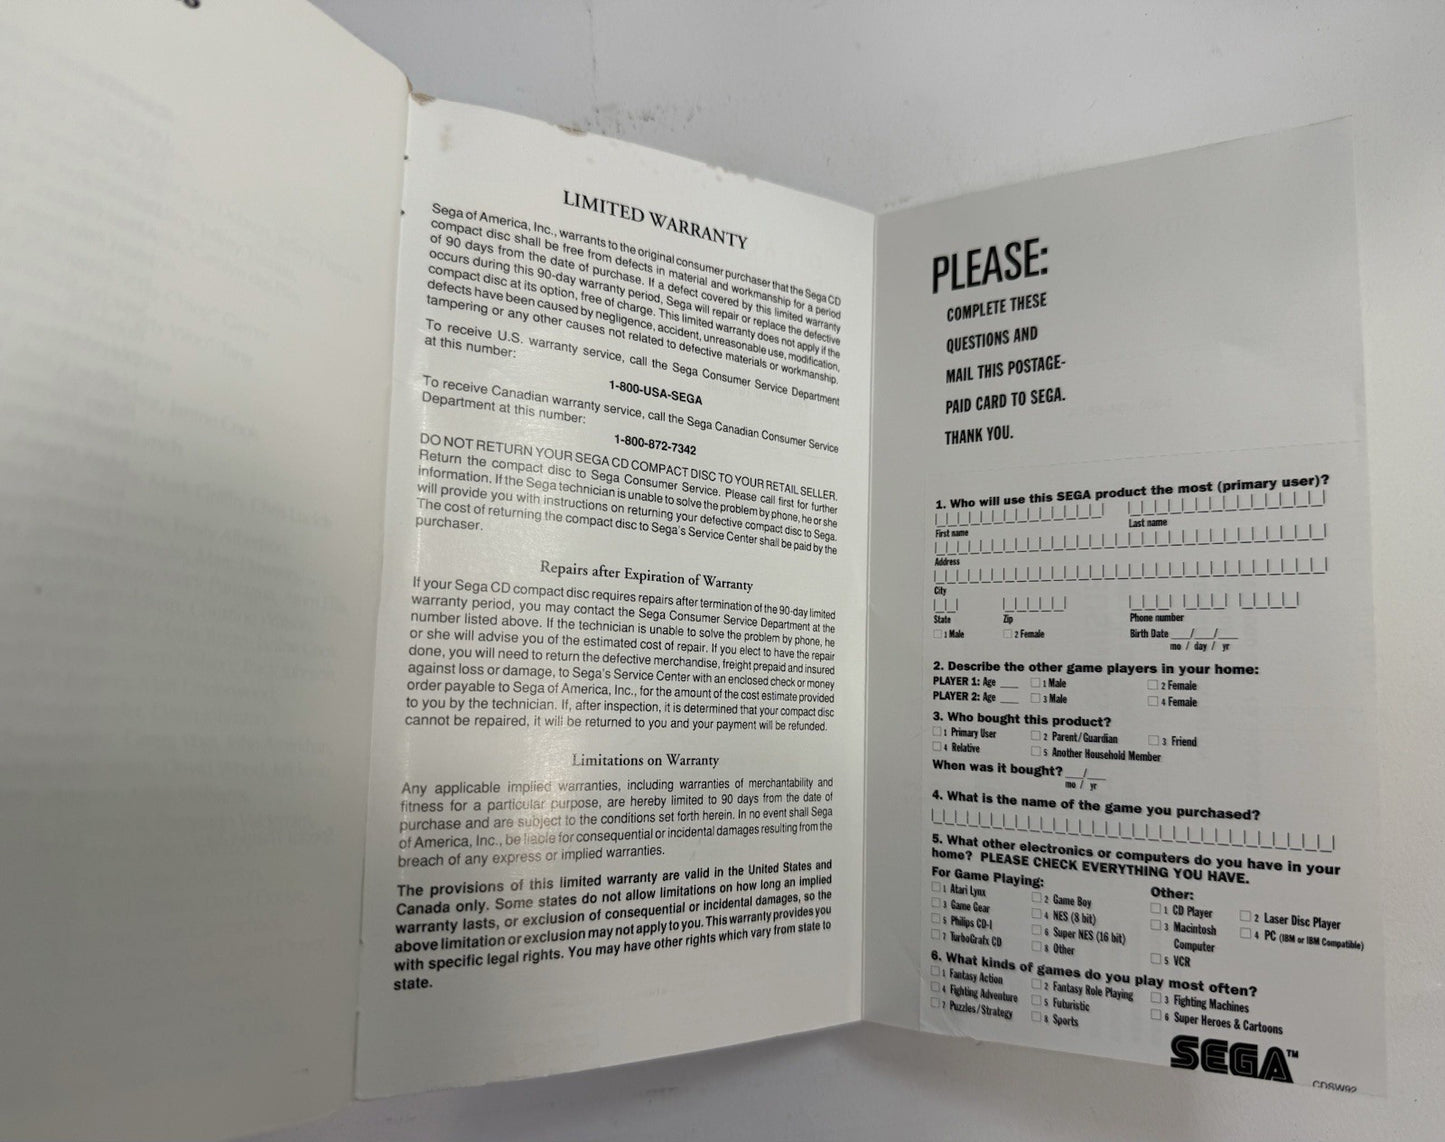 LIMITED WARRANTY
Sega of America, Inc., warrants to the original consumer purchaser that the Sega CD
compact disc shall be free from defects in material and workmanship for a period
of 90 days from the date of purchase. If a defect covered by this limited warranty
occurs during this 90-day warranty period, Sega will repair or replace the defective
compact disc at its option, free of charge. This limited warranty does not apply if the
defects have been caused by negligence, accident, unreasonable use, modification,
tampering or any other causes not related to defective materials or workmanship.
To receive U.S. warranty service, call the Sega Consumer Service Department
at this number:
1-800-USA-SEGA
To receive Canadian warranty service, call the Sega Canadian Consumer Service
Department at this number:
1-800-872-7342
DO NOT RETURN YOUR SEGA CD COMPACT DISC TO YOUR RETAIL SELLER.
Return the compact disc to Sega Consumer Service. Please call first for further
information. If the Sega technician is unable to solve the problem by phone, he or she
will provide you with instructions on returning your defective compact disc to Sega.
The cost of returning the compact disc to Sega's Service Center shall be paid by the
purchaser.
Repairs after Expiration of Warranty
If your Sega CD compact disc requires repairs after termination of the 90-day limited
warranty period, you may contact the Sega Consumer Service Department at the
number listed above. If the technician is unable to solve the problem by phone, he
or she will advise you of the estimated cost of repair. If you elect to have the repair
done, you will need to return the defective merchandise, freight prepaid and insured
against loss or damage, to Sega's Service Center with an enclosed check or money
order payable to Sega of America, Inc., for the amount of the cost estimate provided
to you by the technician. If, after inspection, it is determined that your compact disc
cannot be repaired, it will be returned to you and your payment will be refunded.
Limitations on Warranty
Any applicable implied warranties, including warranties of merchantability and
fitness for a particular purpose, are hereby limited to 90 days from the date of
purchase and are subject to the conditions set forth herein. In no event shall Sega
of America, Inc., be liable for consequential or incidental damages resulting from the
breach of any express or implied warranties.
The provisions of this limited warranty are valid in the United States and
Canada only. Some states do not allow limitations on how long an implied
warranty lasts, or exclusion of consequential or incidental damages, so the
above limitation or exclusion may not apply to you. This warranty provides you
with specific legal rights. You may have other rights which vary from state to
state.
PLEASE:
COMPLETE THESE
QUESTIONS AND
MAIL THIS POSTAGE-
PAID CARD TO SEGA.
THANK YOU.
1. Who will use this SEGA product the most (primary user)?
First name Last name
Address
City
State Zip Phone number
1 Male 2 Female Birth Date ___/___/___
mo / day / yr
2. Describe the other game players in your home:
PLAYER 1: Age ___ 1 Male 2 Female
PLAYER 2: Age ___ 3 Male 4 Female
3. Who bought this product?
1 Primary User 2 Parent/Guardian 3 Friend
4 Relative 5 Another Household Member
When was it bought? ___/___
mo / yr
4. What is the name of the game you purchased?
5. What other electronics or computers do you have in your
home? PLEASE CHECK EVERYTHING YOU HAVE.
For Game Playing: Other:
1 Atari Lynx 2 Game Boy 1 CD Player 2 Laser Disc Player
3 Game Gear 4 NES (8 bit) 3 Macintosh 4 PC (IBM or IBM Compatible)
5 Philips CD-I 6 Super NES (16 bit) Computer
7 TurboGrafx CD 8 Other 5 VCR
6. What kinds of games do you play most often?
1 Fantasy Action 2 Fantasy Role Playing 3 Fighting Machines
4 Fighting Adventure 5 Futuristic 6 Super Heroes & Cartoons
7 Puzzles/Strategy 8 Sports
SEGA™
CDSW92